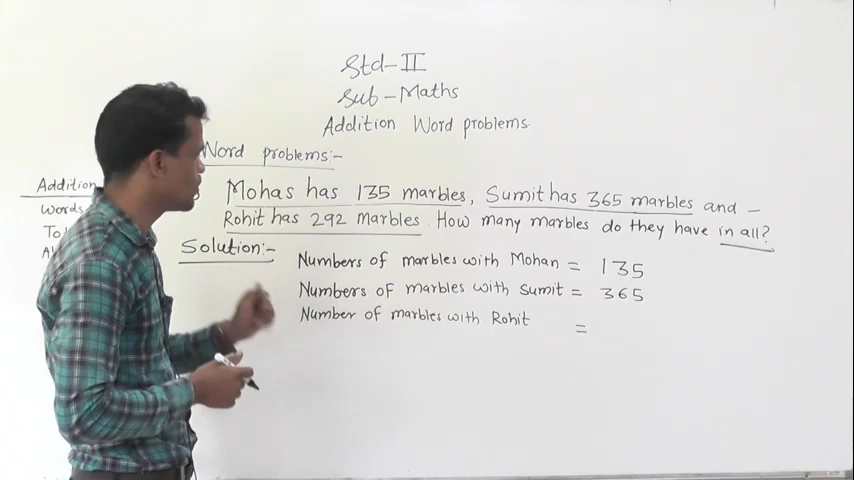 Std-II
Sub-Maths
Addition Word problems.
Word problems:-
Addition
Words
Mohas has 135 marbles, Sumit has 365 marbles and -
Rohit has 292 marbles. How many marbles do they have in all?
Solution:-
Numbers of marbles with Mohan = 135
Numbers of marbles with sumit = 365
Number of marbles with Rohit =